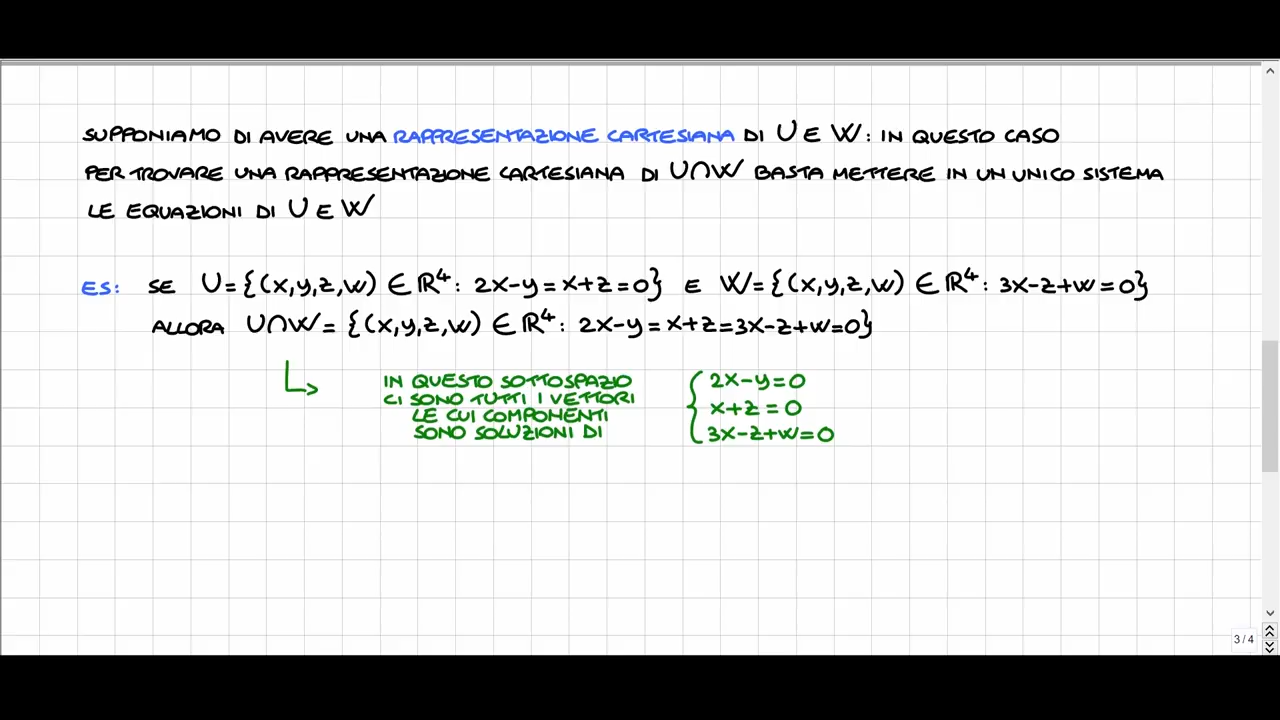 SUPPONIAMO DI AVERE UNA RAPPRESENTAZIONE CARTESIANA DI U E W: IN QUESTO CASO
PER TROVARE UNA RAPPRESENTAZIONE CARTESIANA DI U∩W BASTA METTERE IN UN UNICO SISTEMA
LE EQUAZIONI DI U E W
ES: SE U={(x,y,z,w) ∈ ℝ⁴: 2x-y=x+z=0} E W={(x,y,z,w) ∈ ℝ⁴: 3x-z+w=0}
ALLORA U∩W={(x,y,z,w) ∈ ℝ⁴: 2x-y=x+z=3x-z+w=0}
IN QUESTO SOTTOSPAZIO
CI SONO TUTTI I VETTORI
LE CUI COMPONENTI
SONO SOLUZIONI DI
2x-y=0
x+z=0
3x-z+w=0
3/4